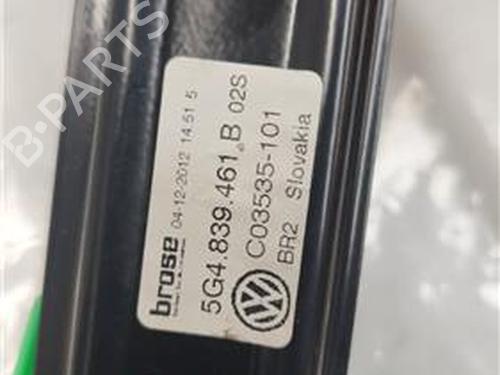 brose 04-12-2012 14:51 5
5G4.839.461.B 02S
C03535-101
BR2 Slovakia
B-PARTS